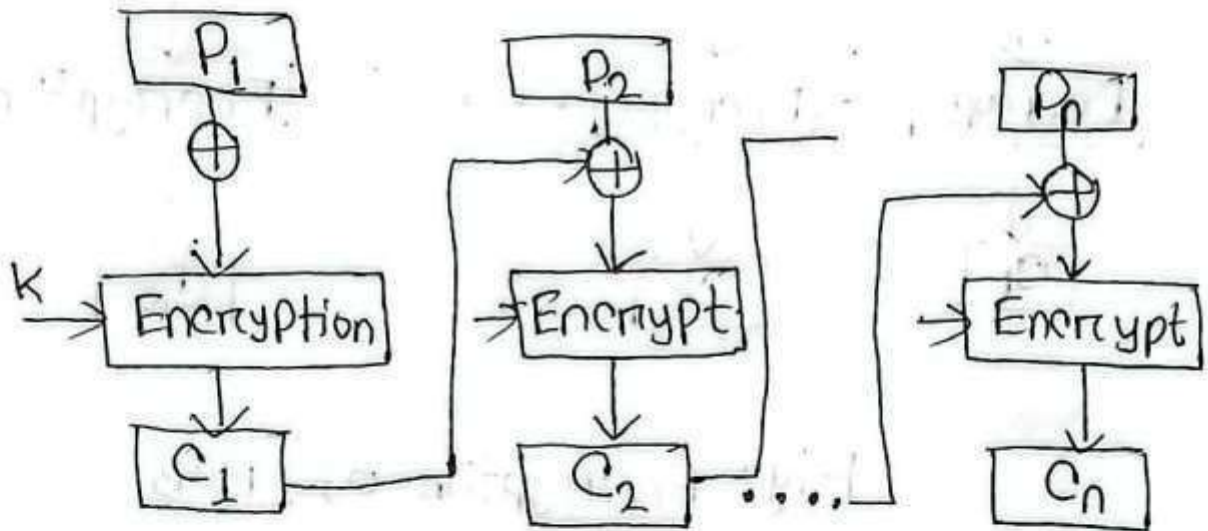 P1
P2
Pn
K
Encryption
Encrypt
Encrypt
C1
C2
....
Cn